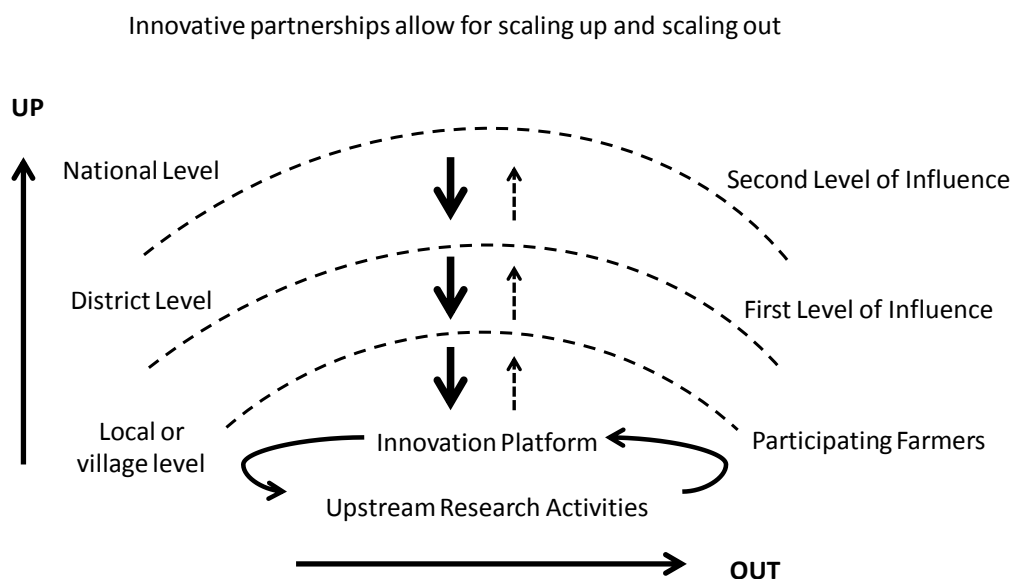 Innovative partnerships allow for scaling up and scaling out
UP
National Level
Second Level of Influence
District Level
First Level of Influence
Local or
village level
Innovation Platform
Participating Farmers
Upstream Research Activities
OUT